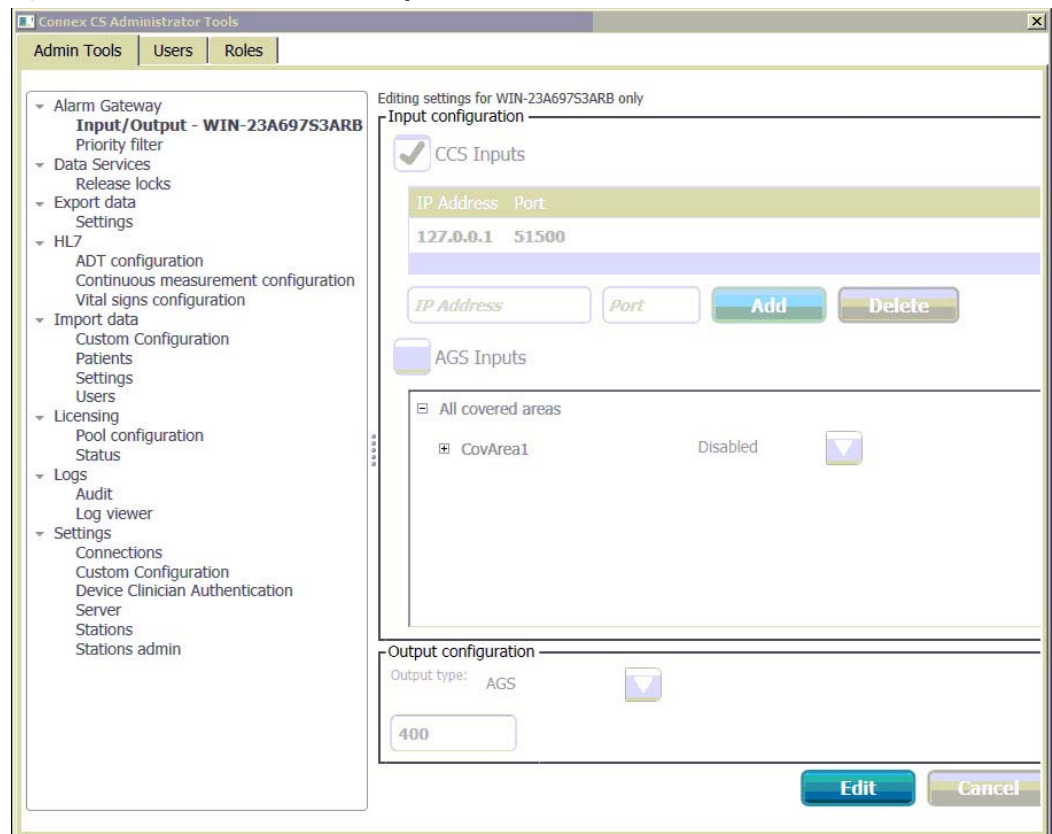 Connex CS Administrator Tools
Admin Tools Users Roles
Alarm Gateway
Input/Output - WIN-23A697S3ARB
Priority filter
Data Services
Release locks
Export data
Settings
HL7
ADT configuration
Continuous measurement configuration
Vital signs configuration
Import data
Custom Configuration
Patients
Settings
Users
Licensing
Pool configuration
Status
Logs
Audit
Log viewer
Settings
Connections
Custom Configuration
Device Clinician Authentication
Server
Stations
Stations admin
Editing settings for WIN-23A697S3ARB only
Input configuration
CCS Inputs
IP Address Port
127.0.0.1 51500
IP Address Port Add Delete
AGS Inputs
All covered areas
CovArea1 Disabled
Output configuration
Output type: AGS
400
Edit Cancel